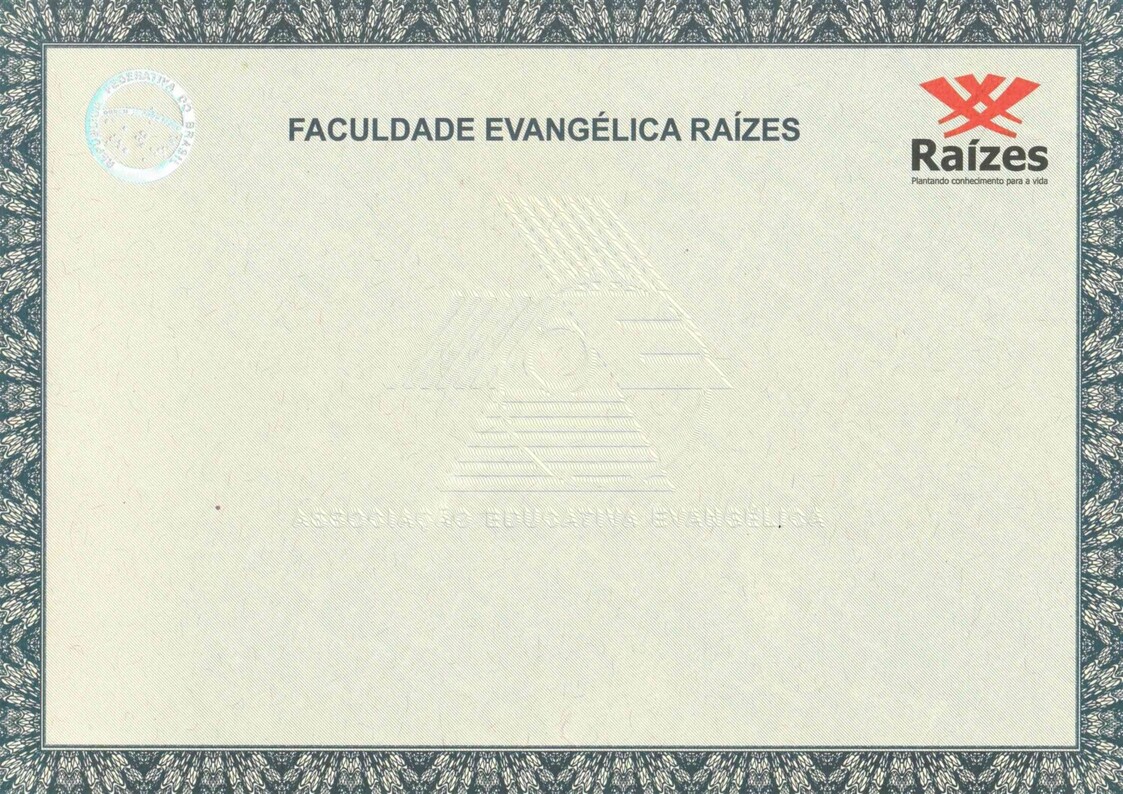 REPÚBLICA FEDERATIVA DO BRASIL
FACULDADE EVANGÉLICA RAÍZES
Raízes
Plantando conhecimento para a vida
ASSOCIAÇÃO EDUCATIVA EVANGÉLICA